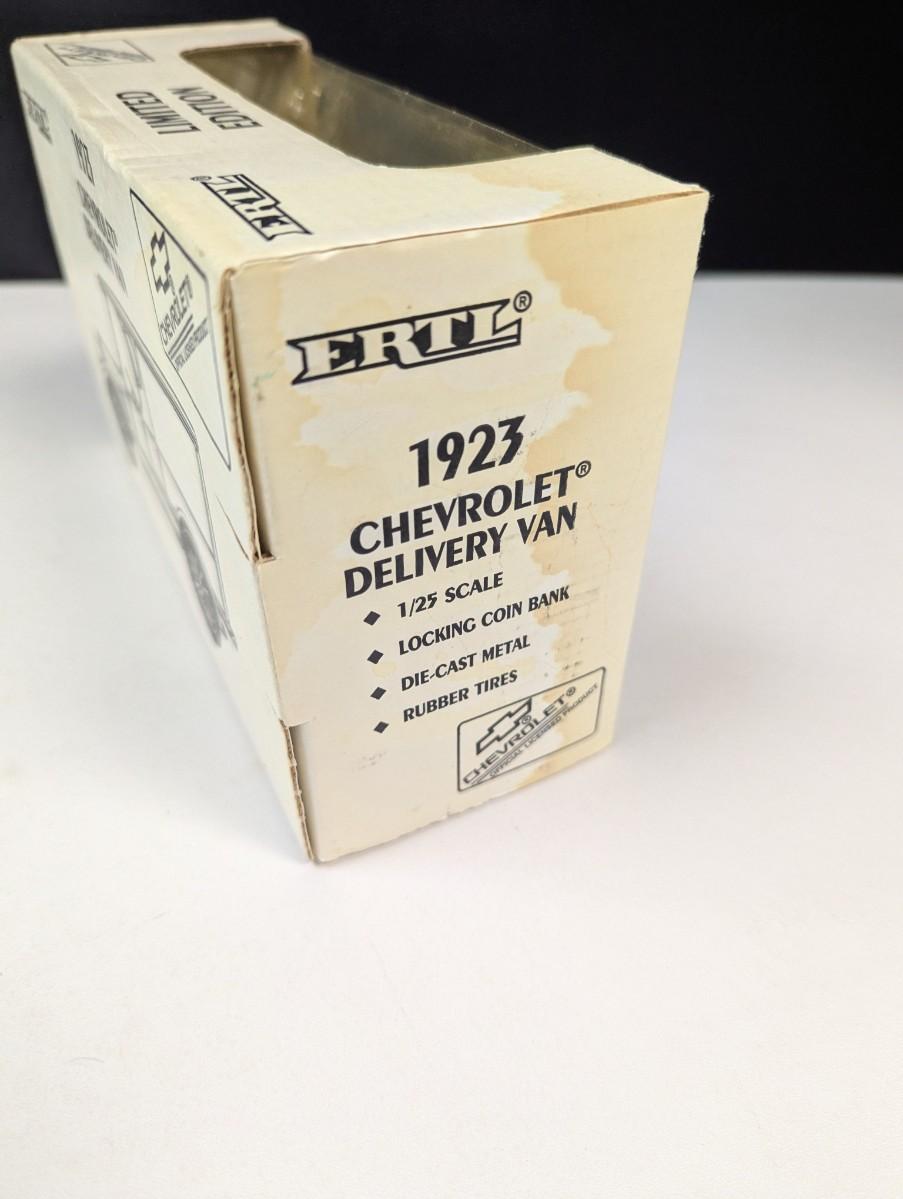 LIMITED
EDITION
ERTL®
1923
CHEVROLET®
ERTL®
1923
CHEVROLET®
DELIVERY VAN
◆ 1/25 SCALE
◆ LOCKING COIN BANK
◆ DIE-CAST METAL
◆ RUBBER TIRES
CHEVROLET®
OFFICIAL LICENSED PRODUCT